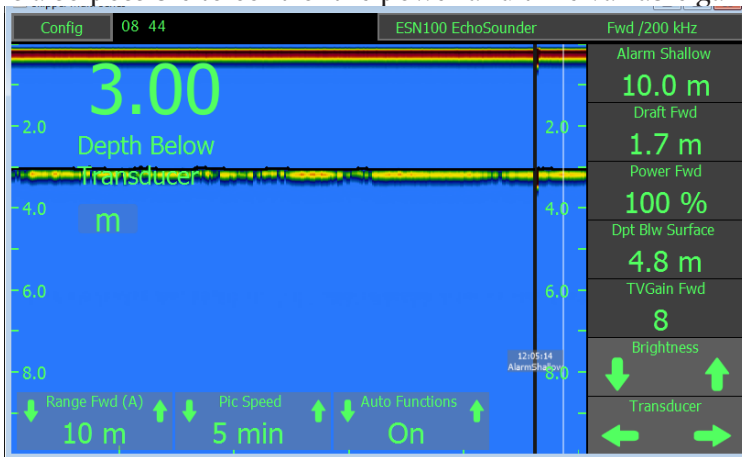 Config 08 44 ESN100 EchoSounder Fwd /200 kHz
3.00
Depth Below
Transducer
m
2.0 2.0
4.0 4.0
6.0 6.0
8.0 8.0
12:05:14
AlarmShallow
Range Fwd (A)
10 m
Pic Speed
5 min
Auto Functions
On
Alarm Shallow
10.0 m
Draft Fwd
1.7 m
Power Fwd
100 %
Dpt Blw Surface
4.8 m
TVGain Fwd
8
Brightness
Transducer